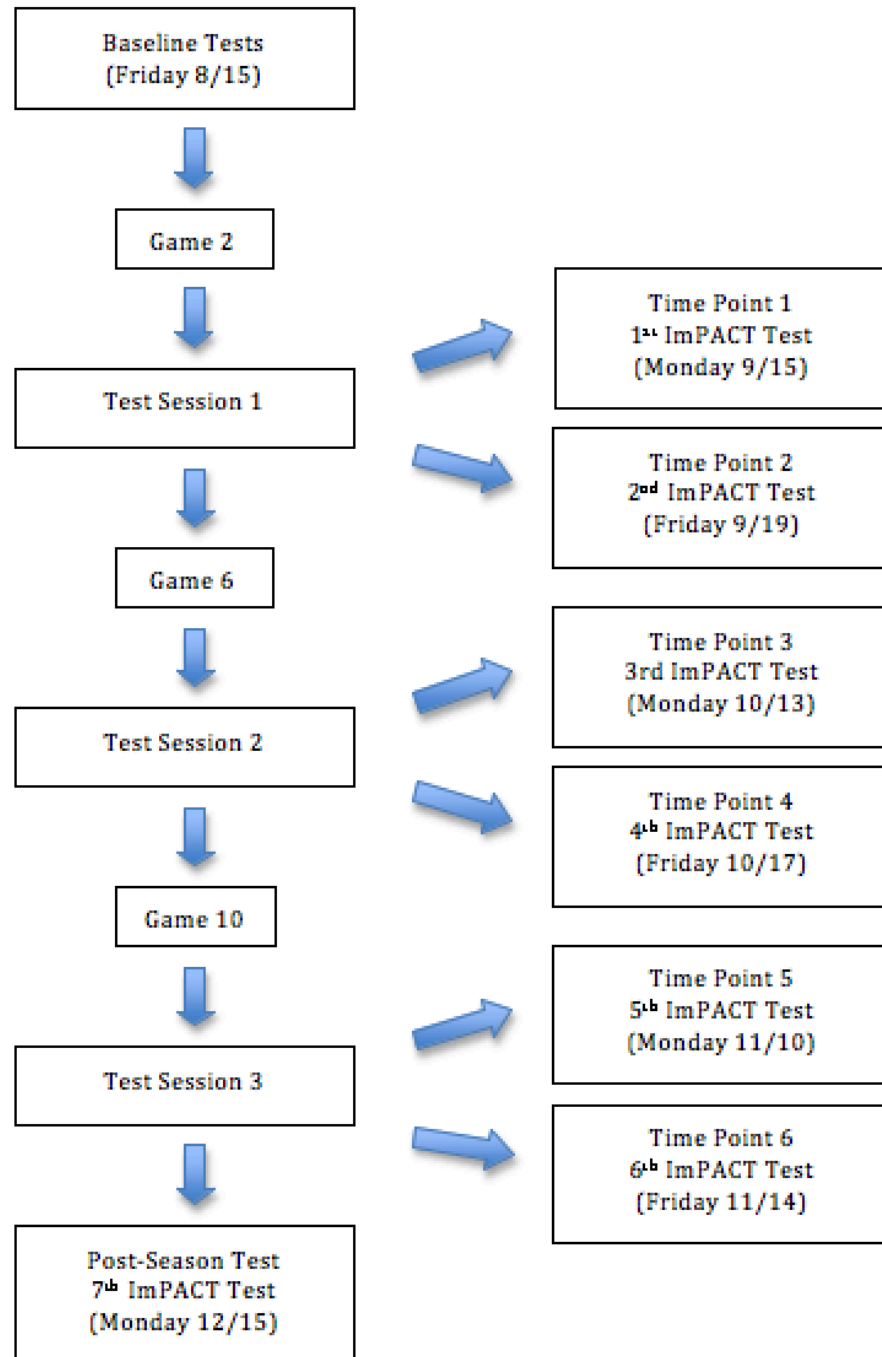 Baseline Tests
(Friday 8/15)
Game 2
Test Session 1
Time Point 1
1st ImPACT Test
(Monday 9/15)
Time Point 2
2nd ImPACT Test
(Friday 9/19)
Game 6
Test Session 2
Time Point 3
3rd ImPACT Test
(Monday 10/13)
Time Point 4
4th ImPACT Test
(Friday 10/17)
Game 10
Test Session 3
Time Point 5
5th ImPACT Test
(Monday 11/10)
Time Point 6
6th ImPACT Test
(Friday 11/14)
Post-Season Test
7th ImPACT Test
(Monday 12/15)